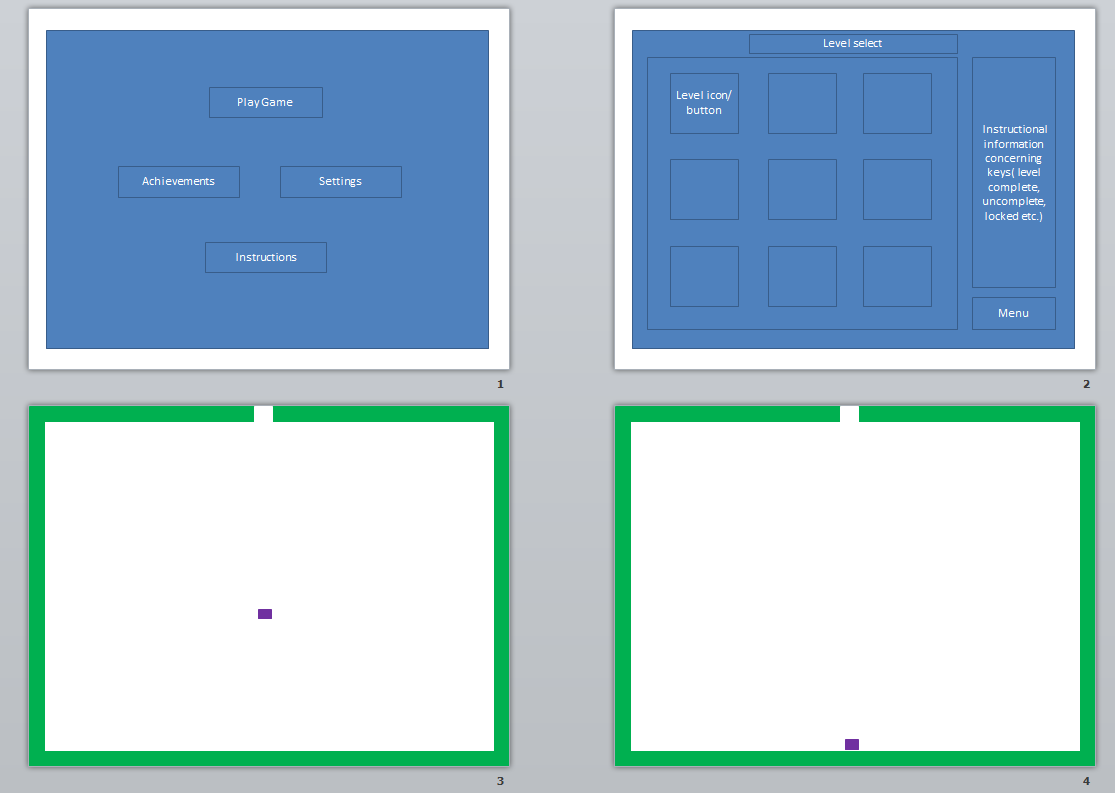 Play Game
Achievements
Settings
Instructions
1
Level select
Level icon/
button
Instructional
information
concerning
keys( level
complete,
uncomplete,
locked etc.)
Menu
2
3
4